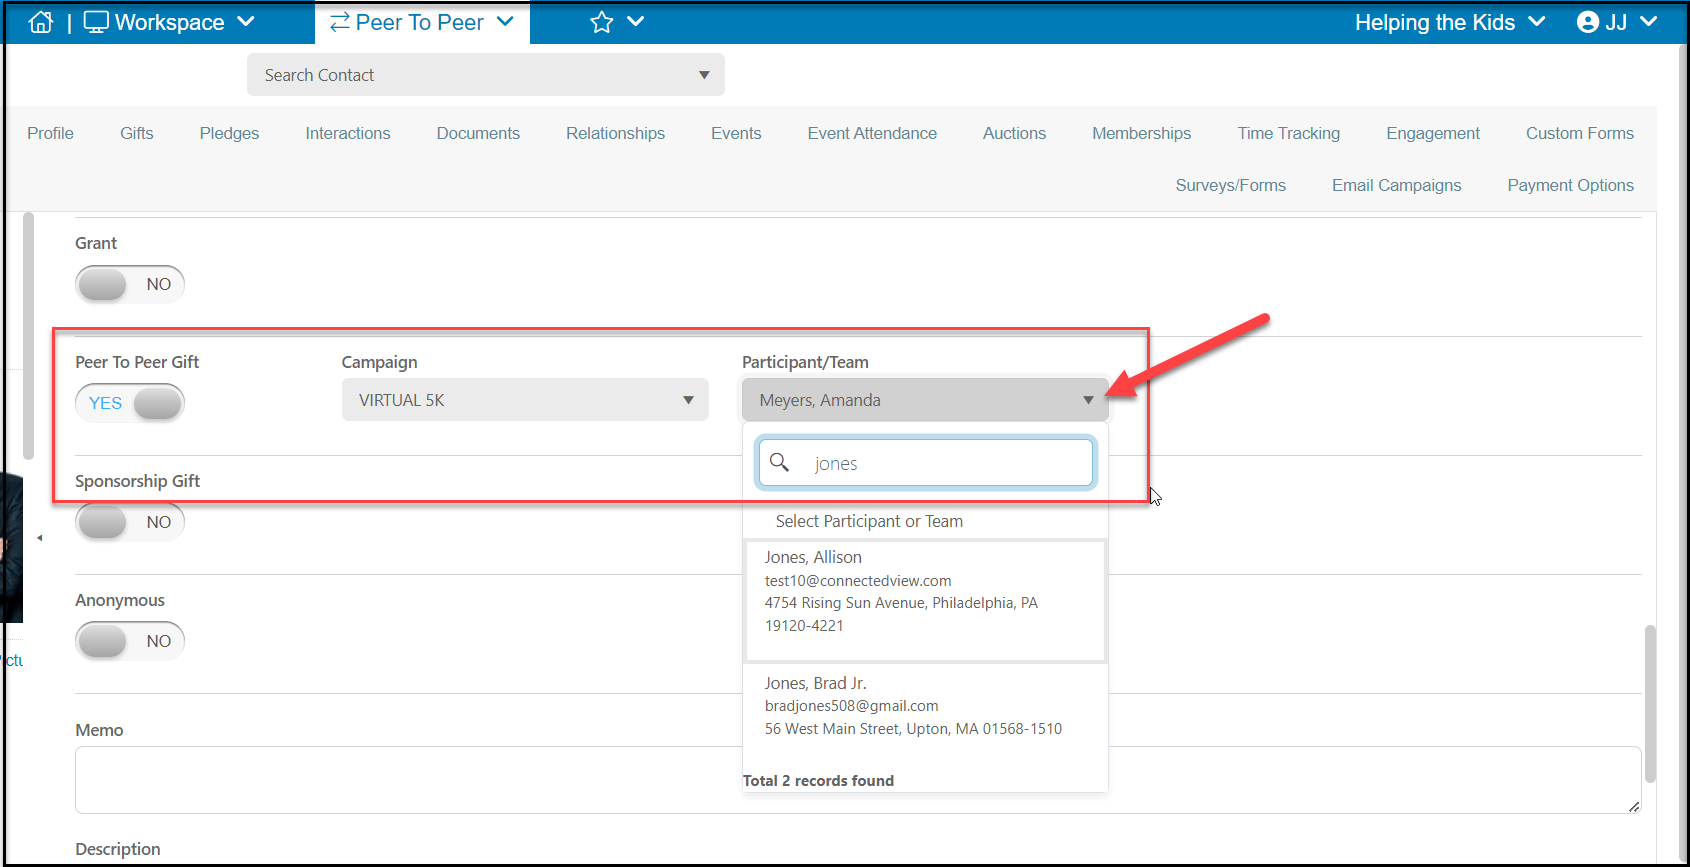 | Workspace Peer To Peer Helping the Kids JJ
Search Contact
Profile Gifts Pledges Interactions Documents Relationships Events Event Attendance Auctions Memberships Time Tracking Engagement Custom Forms
Surveys/Forms Email Campaigns Payment Options
Grant
NO
Peer To Peer Gift Campaign Participant/Team
YES VIRTUAL 5K Meyers, Amanda
jones
Sponsorship Gift
NO
Select Participant or Team
Jones, Allison
test10@connectedview.com
4754 Rising Sun Avenue, Philadelphia, PA
19120-4221
Anonymous
NO
Jones, Brad Jr.
bradjones508@gmail.com
56 West Main Street, Upton, MA 01568-1510
Total 2 records found
Memo
Description